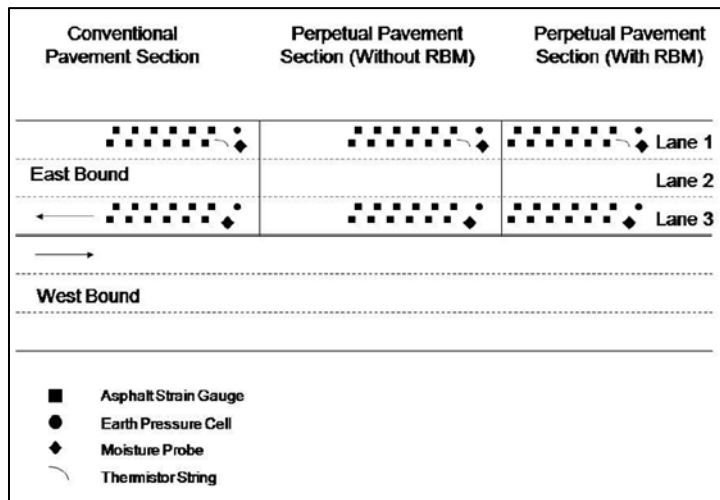 Conventional
Pavement Section
Perpetual Pavement
Section (Without RBM)
Perpetual Pavement
Section (With RBM)
Lane 1
East Bound
Lane 2
Lane 3
West Bound
Asphalt Strain Gauge
Earth Pressure Cell
Moisture Probe
Thermistor String